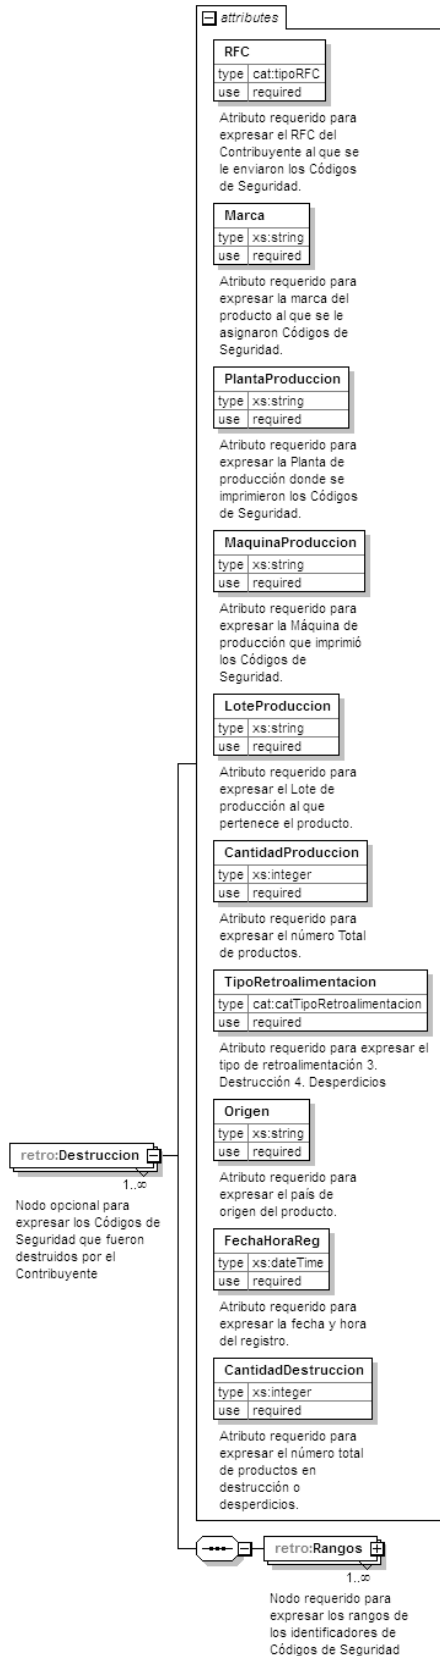 attributes
RFC
type cat:tipoRFC
use required
Atributo requerido para
expresar el RFC del
Contribuyente al que se
le enviaron los Códigos
de Seguridad.
Marca
type xs:string
use required
Atributo requerido para
expresar la marca del
producto al que se le
asignaron Códigos de
Seguridad.
PlantaProduccion
type xs:string
use required
Atributo requerido para
expresar la Planta de
producción donde se
imprimieron los Códigos
de Seguridad.
MaquinaProduccion
type xs:string
use required
Atributo requerido para
expresar la Máquina de
producción que imprimió
los Códigos de
Seguridad.
LoteProduccion
type xs:string
use required
Atributo requerido para
expresar el Lote de
producción al que
pertenece el producto.
CantidadProduccion
type xs:integer
use required
Atributo requerido para
expresar el número Total
de productos.
TipoRetroalimentacion
type cat:catTipoRetroalimentacion
use required
Atributo requerido para expresar el
tipo de retroalimentación 3.
Destrucción 4. Desperdicios
Origen
type xs:string
use required
Atributo requerido para
expresar el país de
origen del producto.
FechaHoraReg
type xs:dateTime
use required
Atributo requerido para
expresar la fecha y hora
del registro.
CantidadDestruccion
type xs:integer
use required
Atributo requerido para
expresar el número total
de productos en
destrucción o
desperdicios.
retro:Destruccion
1..∞
Nodo opcional para
expresar los Códigos de
Seguridad que fueron
destruidos por el
Contribuyente
retro:Rangos
1..∞
Nodo requerido para
expresar los rangos de
los identificadores de
Códigos de Seguridad